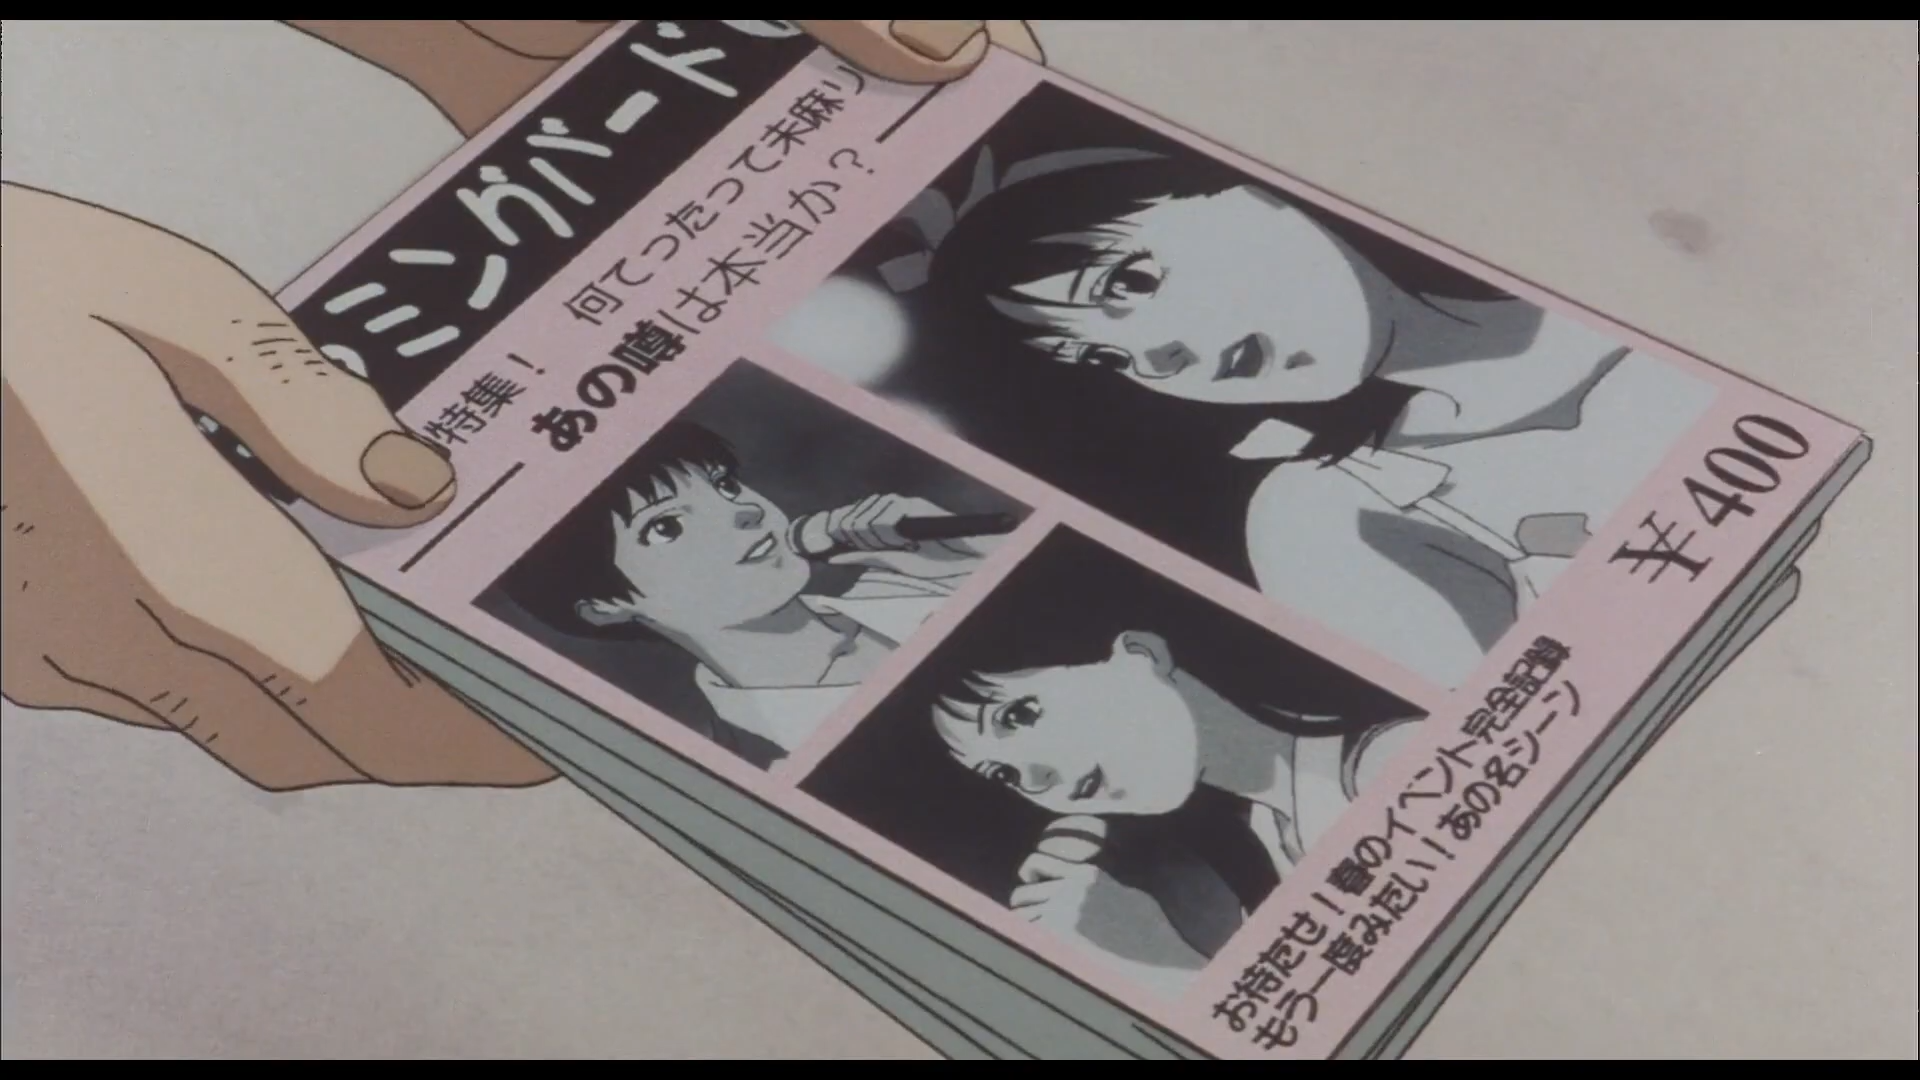 ミングバード
特集！ 何てったって未麻リ
あの噂は本当か？
¥400
お待たせ！春のイベント完全記録
もう一度みたい！あの名シーン